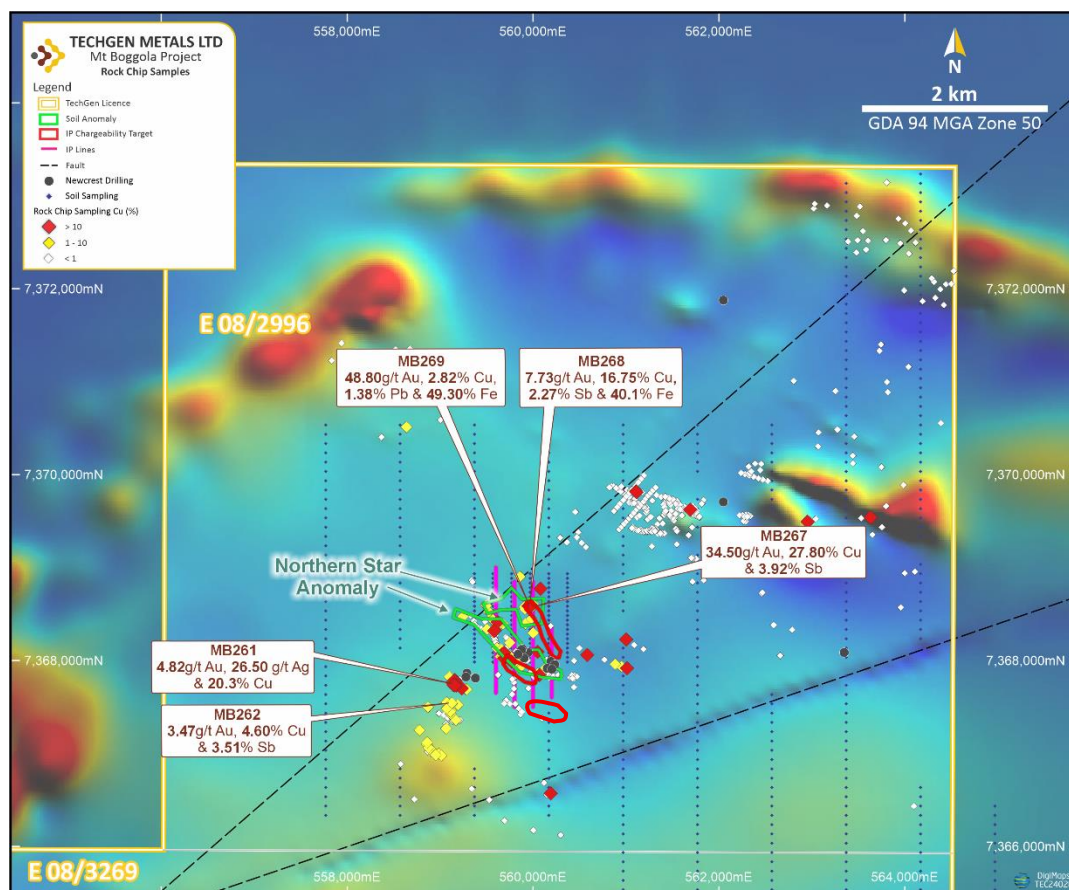 558,000mE
560,000mE
562,000mE
TECHGEN METALS LTD
Mt Boggola Project
Rock Chip Samples
Legend
TechGen Licence
Soil Anomaly
IP Chargeability Target
IP Lines
Fault
Newcrest Drilling
Soil Sampling
Rock Chip Sampling Cu (%)
> 10
1 - 10
< 1
N
2 km
GDA 94 MGA Zone 50
7,372,000mN
7,372,000mN
E 08/2996
MB269
48.80g/t Au, 2.82% Cu,
1.38% Pb & 49.30% Fe
MB268
7.73g/t Au, 16.75% Cu,
2.27% Sb & 40.1% Fe
7,370,000mN
7,370,000mN
MB267
34.50g/t Au, 27.80% Cu
& 3.92% Sb
Northern Star
Anomaly
MB261
4.82g/t Au, 26.50 g/t Ag
& 20.3% Cu
7,368,000mN
7,368,000mN
MB262
3.47g/t Au, 4.60% Cu
& 3.51% Sb
7,366,000mN
E 08/3269
558,000mE
560,000mE
562,000mE
564,000mE
DigiMaps